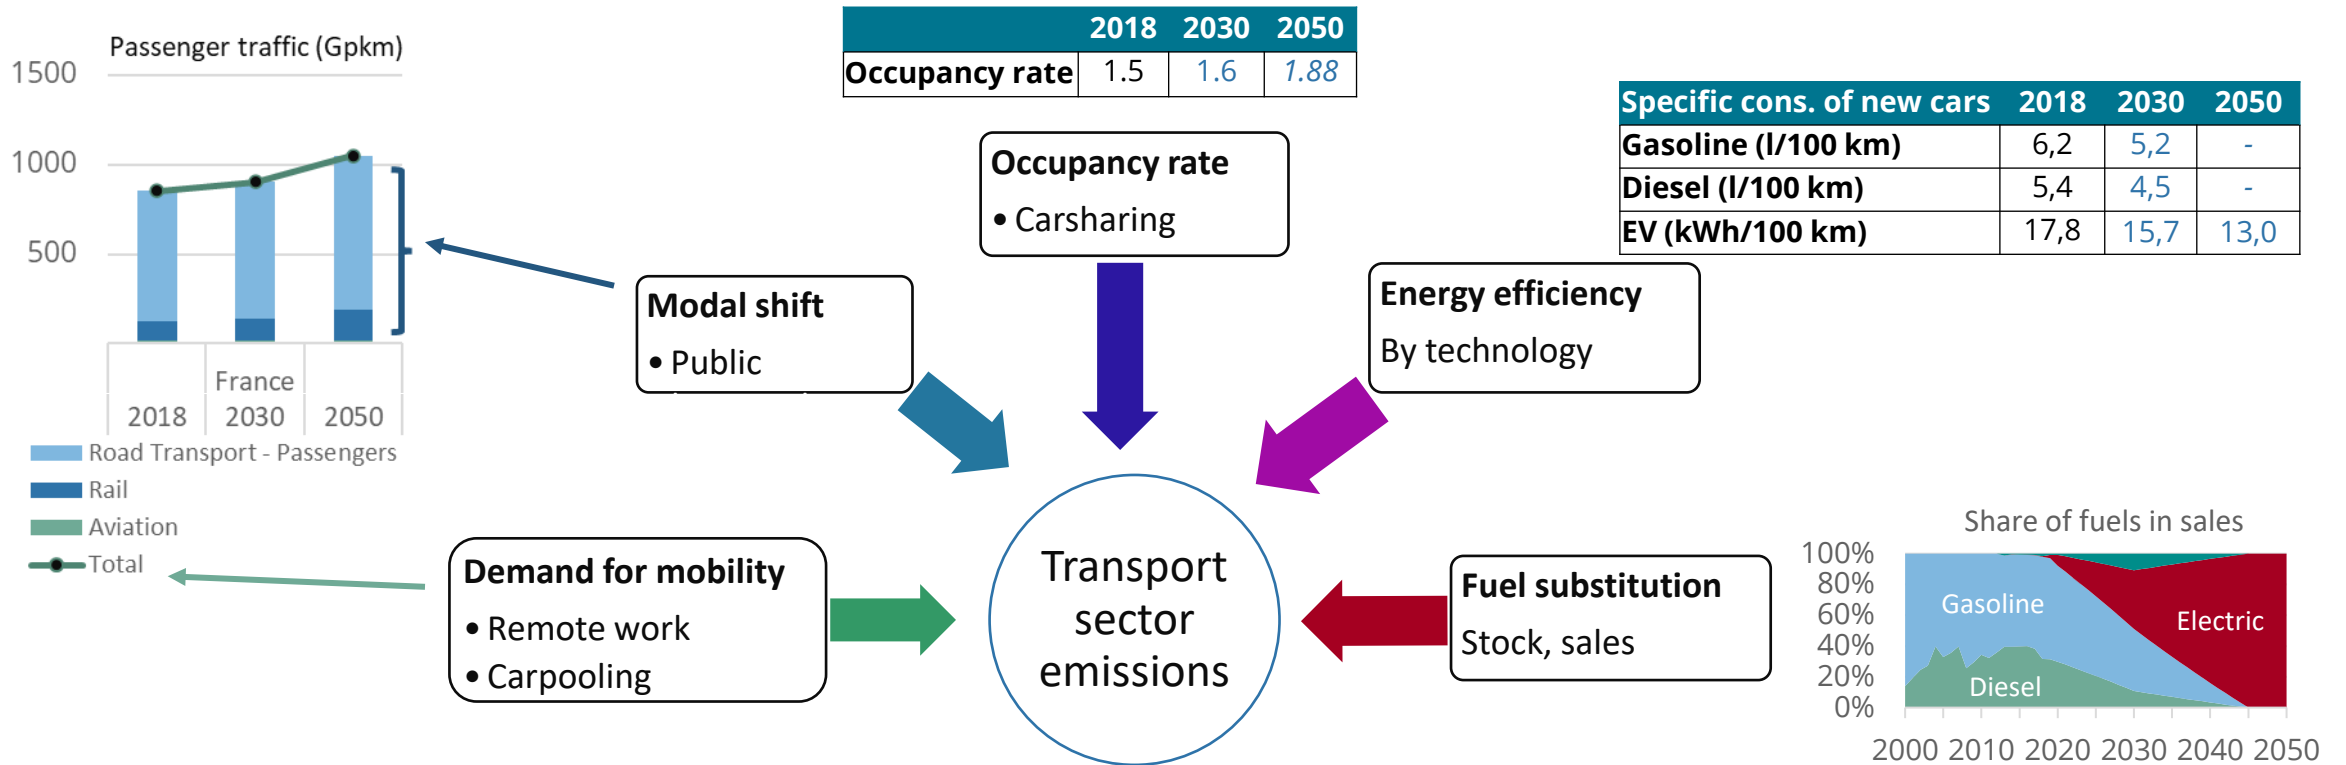 Passenger traffic (Gpkm)
1500
1000
500
France
2018 2030 2050
Road Transport - Passengers
Rail
Aviation
Total
2018 2030 2050
Occupancy rate 1.5 1.6 1.88
Specific cons. of new cars 2018 2030 2050
Gasoline (l/100 km) 6,2 5,2 -
Diesel (l/100 km) 5,4 4,5 -
EV (kWh/100 km) 17,8 15,7 13,0
Occupancy rate
• Carsharing
Modal shift
• Public
Energy efficiency
By technology
Demand for mobility
• Remote work
• Carpooling
Transport
sector
emissions
Fuel substitution
Stock, sales
Share of fuels in sales
100%
80%
60%
40%
20%
0%
Gasoline
Electric
Diesel
2000 2010 2020 2030 2040 2050